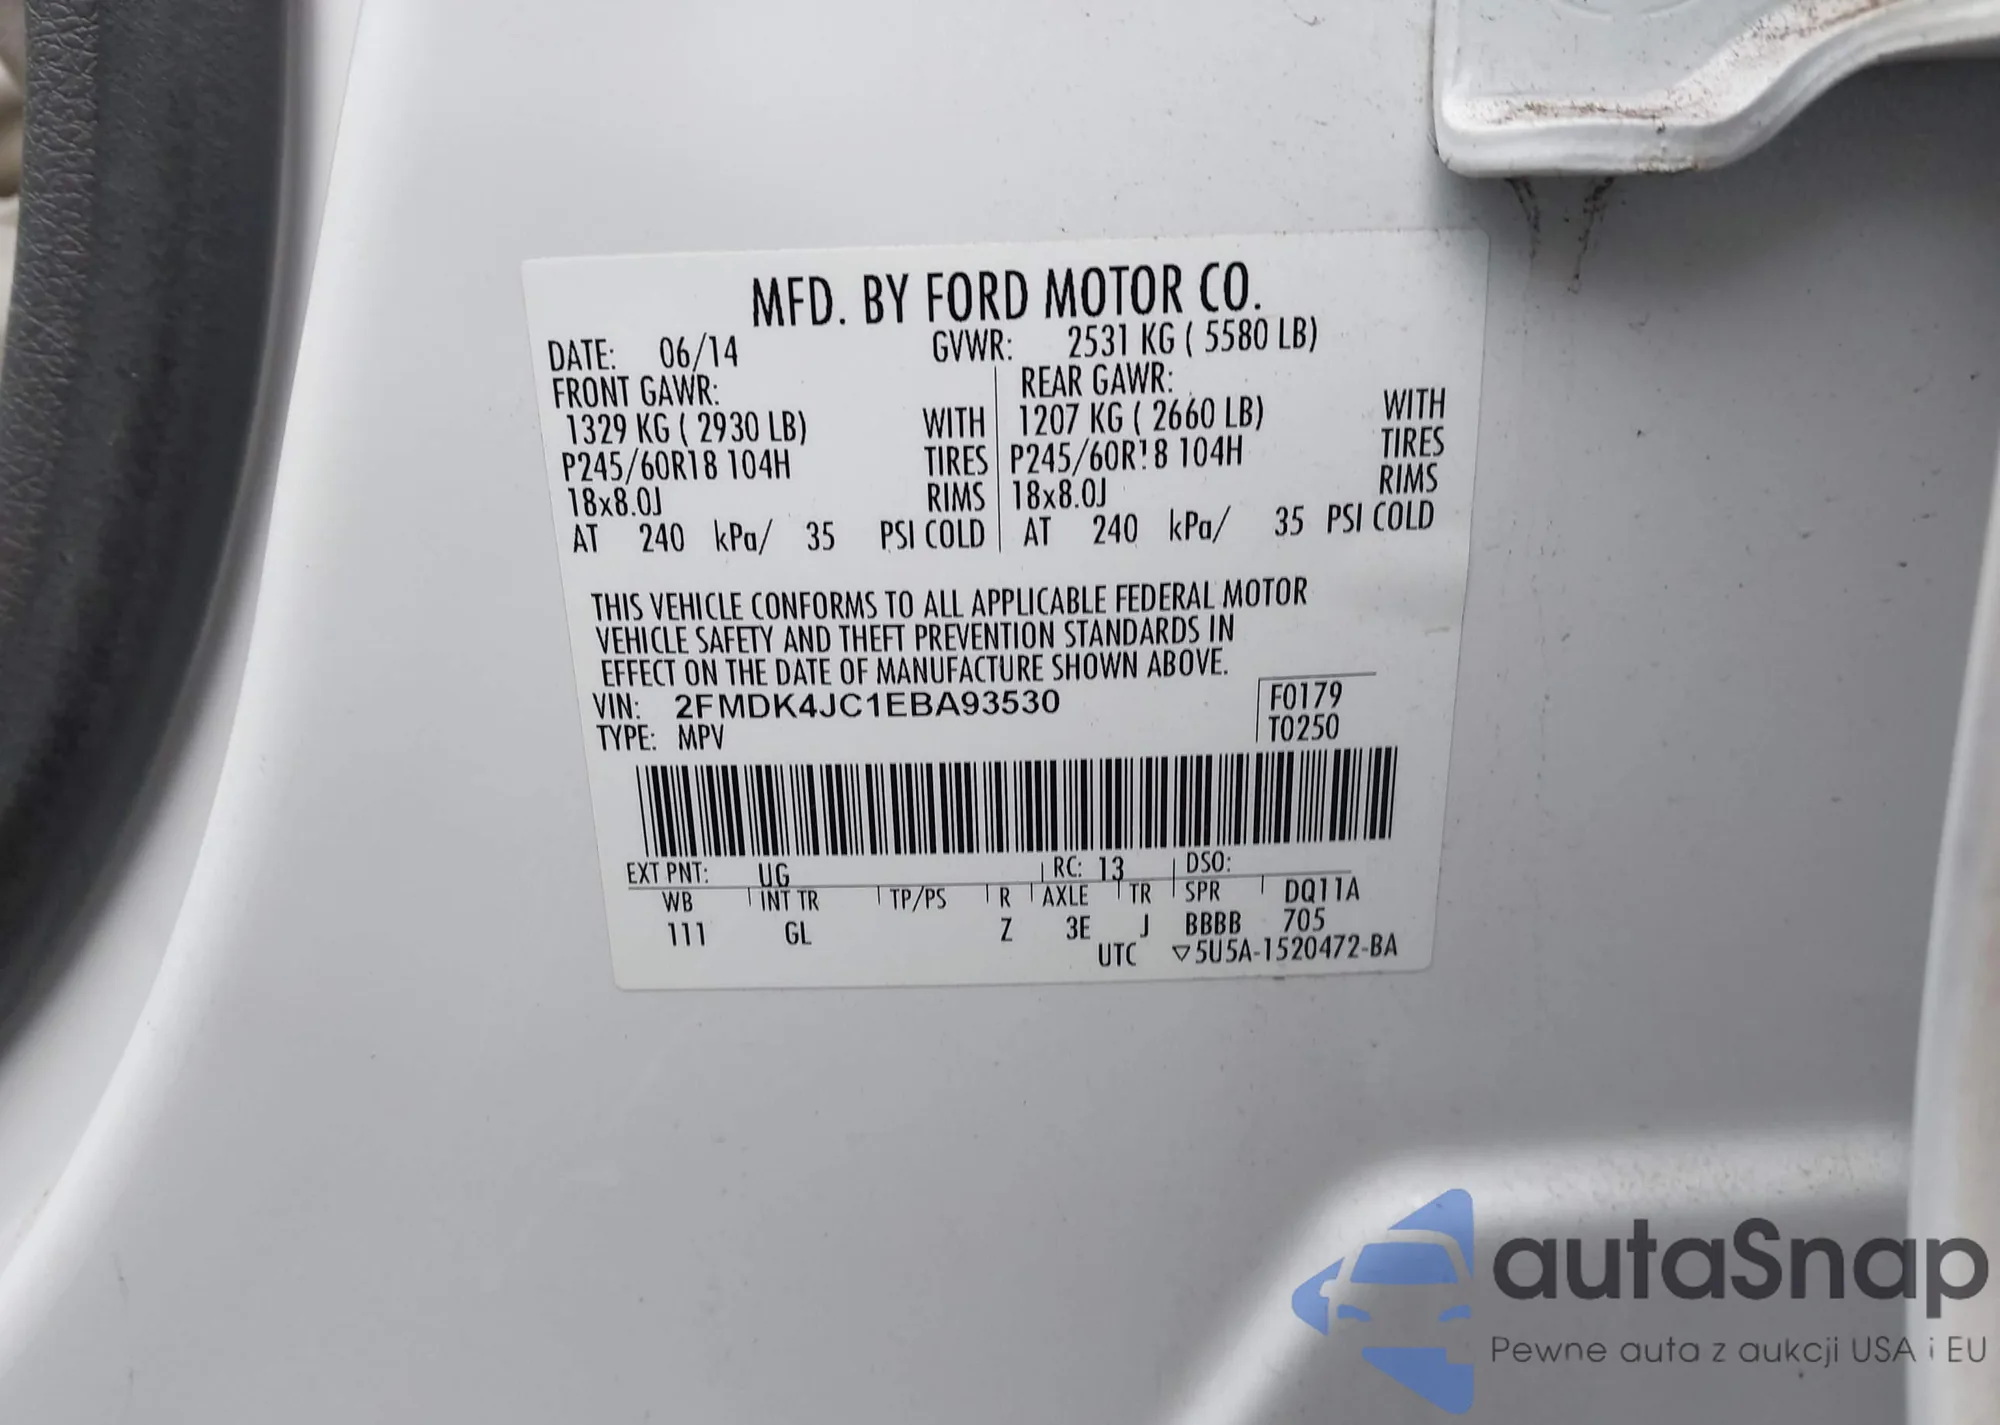 MFD. BY FORD MOTOR CO.
DATE: 06/14 GVWR: 2531 KG ( 5580 LB)
FRONT GAWR: REAR GAWR:
1329 KG ( 2930 LB) WITH 1207 KG ( 2660 LB) WITH
P245/60R18 104H TIRES P245/60R18 104H TIRES
18x8.0J RIMS 18x8.0J RIMS
AT 240 kPa/ 35 PSI COLD AT 240 kPa/ 35 PSI COLD
THIS VEHICLE CONFORMS TO ALL APPLICABLE FEDERAL MOTOR
VEHICLE SAFETY AND THEFT PREVENTION STANDARDS IN
EFFECT ON THE DATE OF MANUFACTURE SHOWN ABOVE.
VIN: 2FMDK4JC1EBA93530 F0179
TYPE: MPV T0250
EXT PNT: UG RC: 13 DSO:
WB INT TR TP/PS R AXLE TR SPR DQ11A
111 GL Z 3E J BBBB 705
UTC ▽5U5A-1520472-BA
autaSnap
Pewne auta z aukcji USA i EU